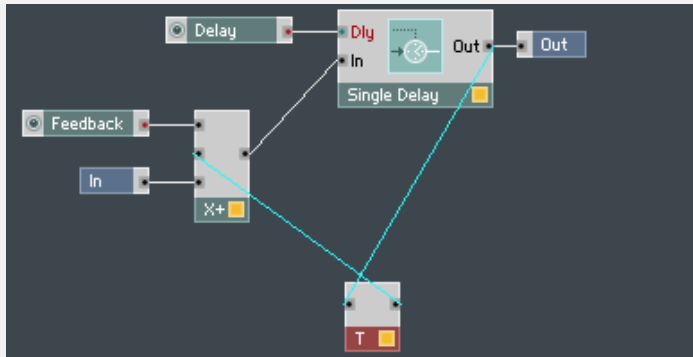 Delay
Dly
In
Out
Out
Single Delay
Feedback
In
X+
T